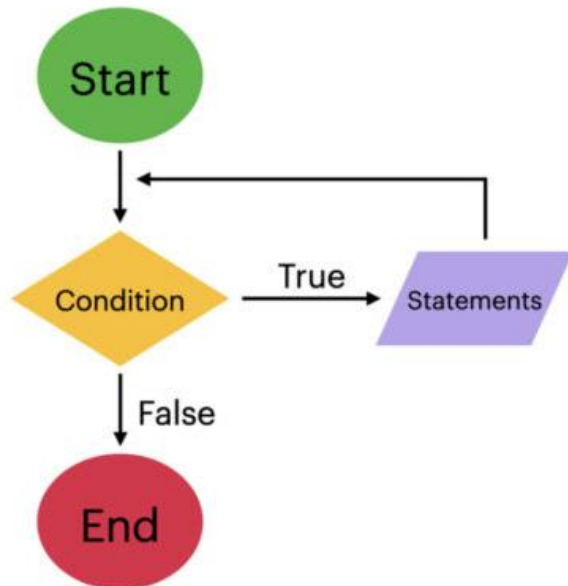 Start
Condition
True
Statements
False
End